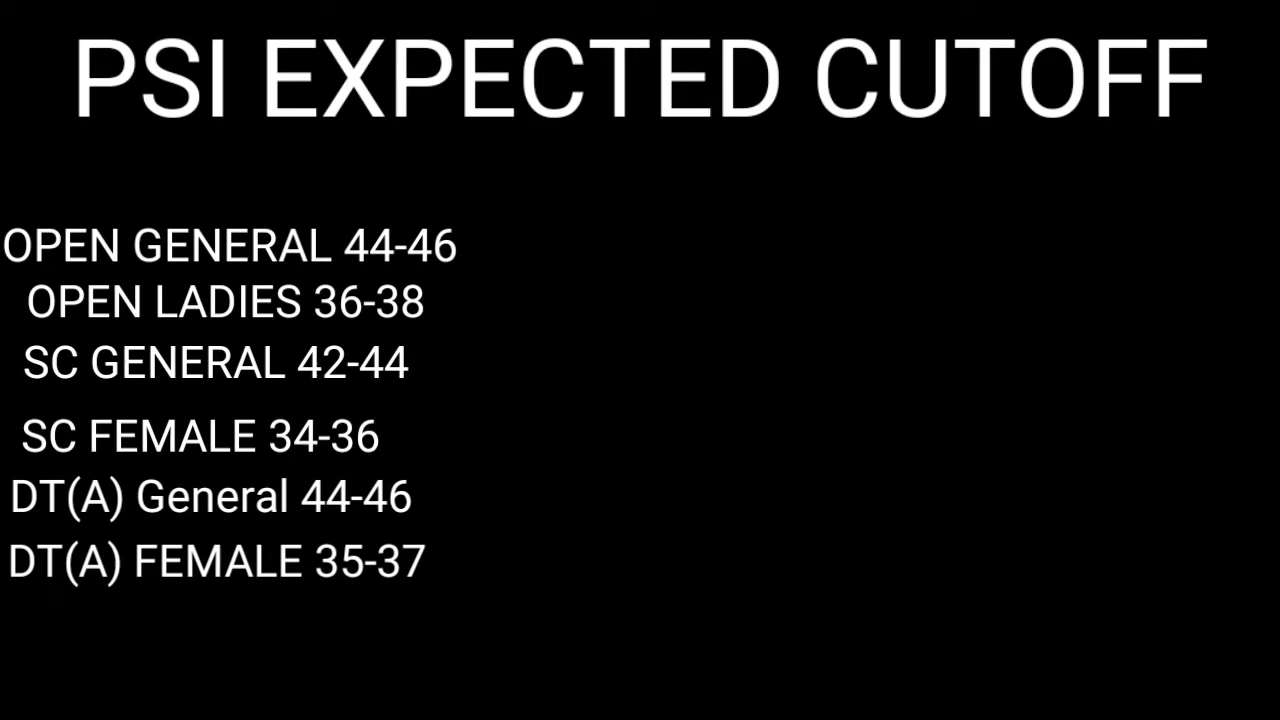 PSI EXPECTED CUTOFF
OPEN GENERAL 44-46
OPEN LADIES 36-38
SC GENERAL 42-44
SC FEMALE 34-36
DT(A) General 44-46
DT(A) FEMALE 35-37